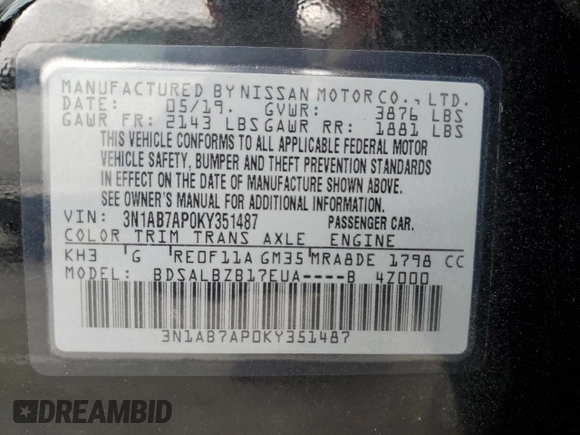 MANUFACTURED BY NISSAN MOTOR CO., LTD.
DATE: 05/19. GVWR: 3876 LBS
GAWR FR: 2143 LBS GAWR RR: 1881 LBS
THIS VEHICLE CONFORMS TO ALL APPLICABLE FEDERAL MOTOR
VEHICLE SAFETY, BUMPER AND THEFT PREVENTION STANDARDS
IN EFFECT ON THE DATE OF MANUFACTURE SHOWN ABOVE.
SEE OWNER'S MANUAL FOR ADDITIONAL INFORMATION.
VIN: 3N1AB7AP0KY351487 PASSENGER CAR.
COLOR TRIM TRANS AXLE ENGINE
KH3 G RE0F11A GM35 MRA8DE 1798 CC
MODEL: BDSALBZB17EUA----B 4Z000
3N1AB7AP0KY351487
DREAMBID